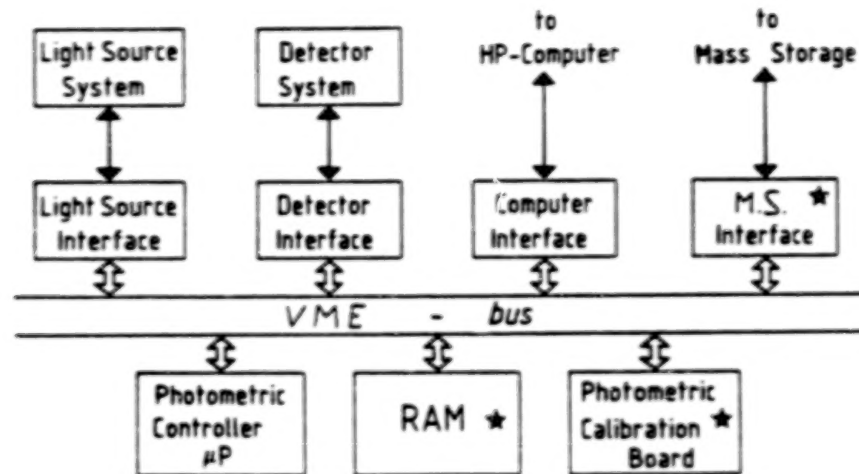 Light Source
System
Detector
System
to
HP-Computer
to
Mass Storage
Light Source
Interface
Detector
Interface
Computer
Interface
M.S. ★
Interface
VME - bus
Photometric
Controller
µP
RAM ★
Photometric
Calibration ★
Board